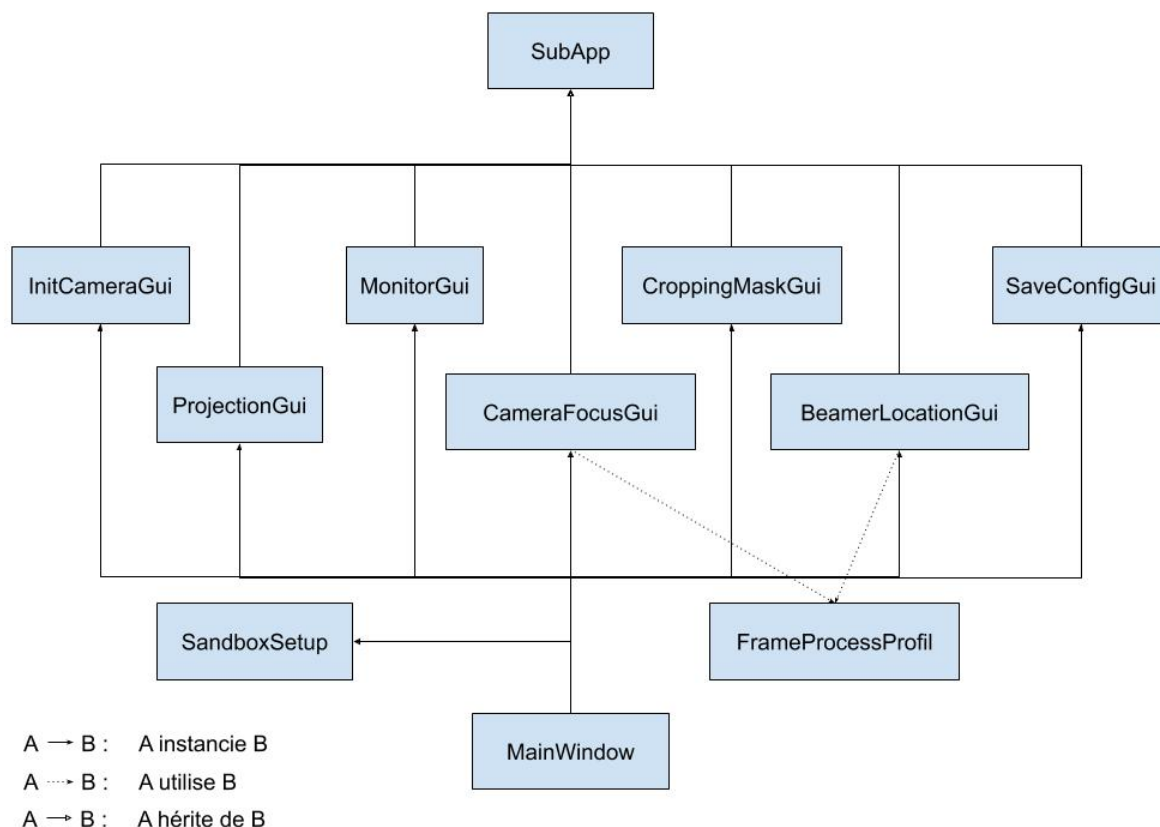 SubApp
InitCameraGui
MonitorGui
CroppingMaskGui
SaveConfigGui
ProjectionGui
CameraFocusGui
BeamerLocationGui
SandboxSetup
FrameProcessProfil
MainWindow
A → B : A instancie B
A ⇢ B : A utilise B
A ⇾ B : A hérite de B